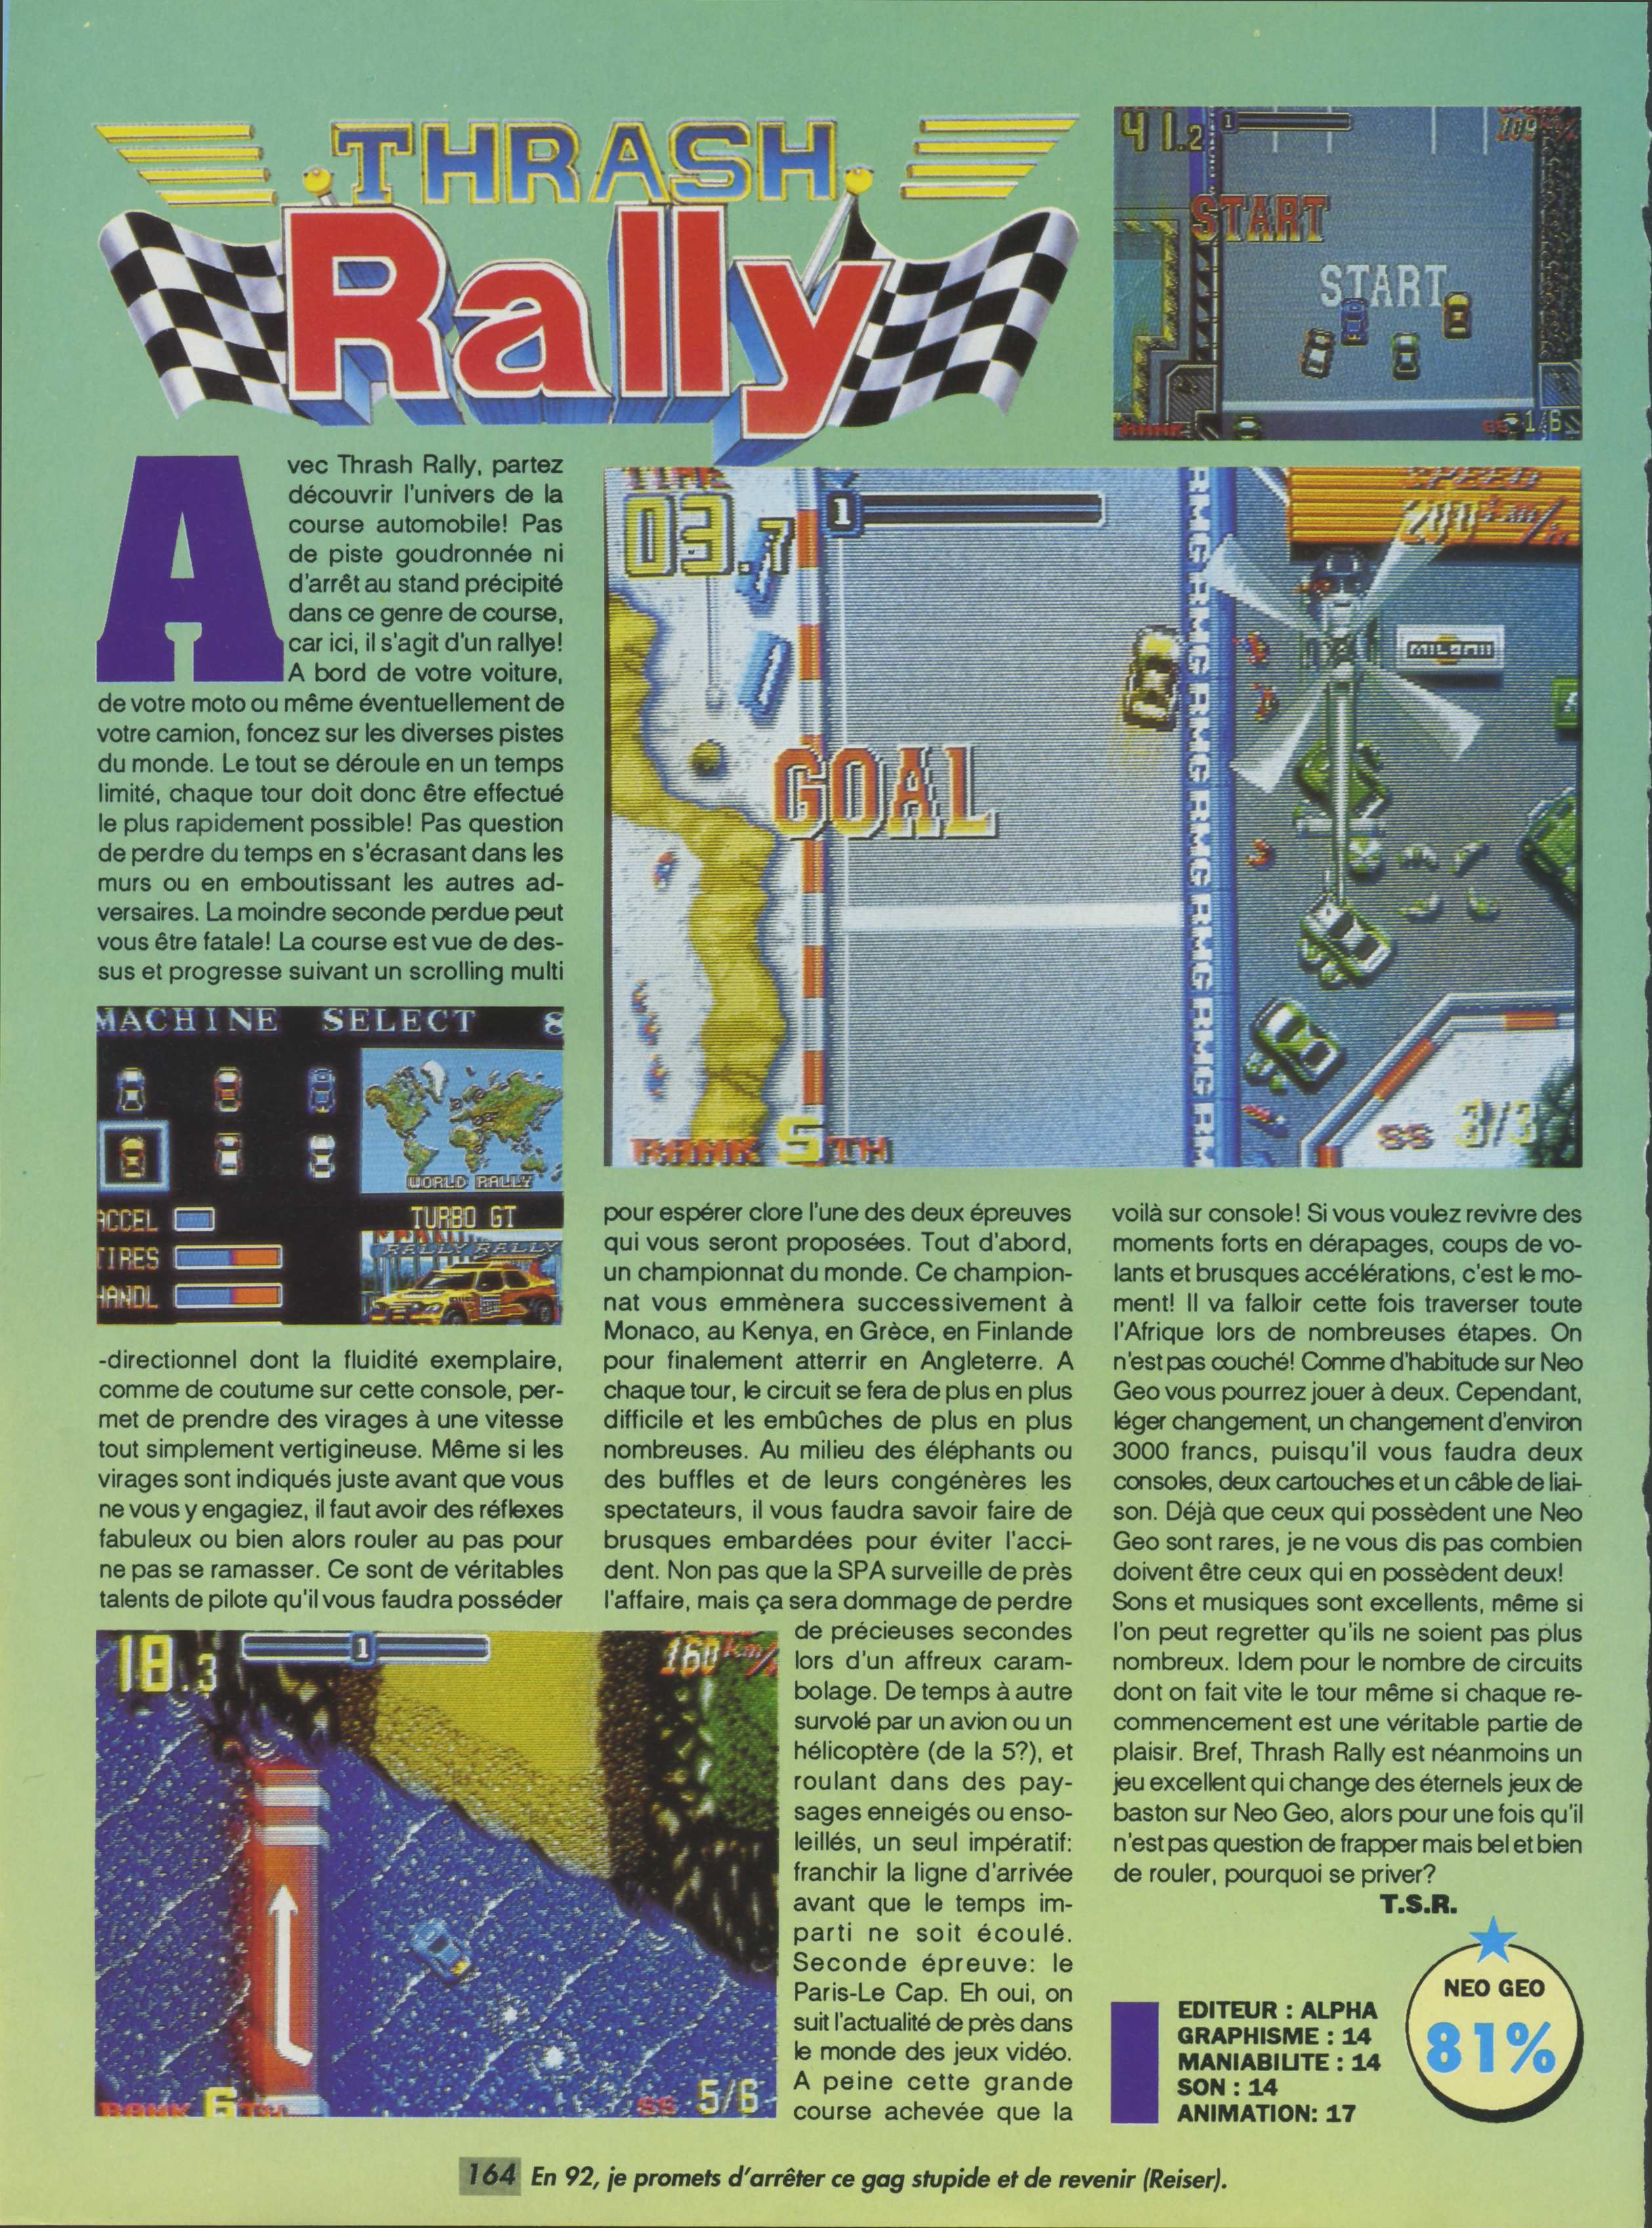 THRASH
Rally
41.2
1
189 km/h
START
START
RANK
SS 1/6
Avec Thrash Rally, partez
découvrir l'univers de la
course automobile! Pas
de piste goudronnée ni
d'arrêt au stand précipité
dans ce genre de course,
car ici, il s'agit d'un rallye!
A bord de votre voiture,
de votre moto ou même éventuellement de
votre camion, foncez sur les diverses pistes
du monde. Le tout se déroule en un temps
limité, chaque tour doit donc être effectué
le plus rapidement possible! Pas question
de perdre du temps en s'écrasant dans les
murs ou en emboutissant les autres ad-
versaires. La moindre seconde perdue peut
vous être fatale! La course est vue de des-
sus et progresse suivant un scrolling multi
TIME
03.7
1
SPEED
200 km/h
GOAL
RANK 5TH
SS 3/3
MACHINE SELECT 8
WORLD RALLY
ACCEL
TIRES
HANDL
TURBO GT
RALLY RALLY
-directionnel dont la fluidité exemplaire,
comme de coutume sur cette console, per-
met de prendre des virages à une vitesse
tout simplement vertigineuse. Même si les
virages sont indiqués juste avant que vous
ne vous y engagiez, il faut avoir des réflexes
fabuleux ou bien alors rouler au pas pour
ne pas se ramasser. Ce sont de véritables
talents de pilote qu'il vous faudra posséder
18.3
1
160 km/
RANK 6TH
SS 5/6
pour espérer clore l'une des deux épreuves
qui vous seront proposées. Tout d'abord,
un championnat du monde. Ce champion-
nat vous emmènera successivement à
Monaco, au Kenya, en Grèce, en Finlande
pour finalement atterrir en Angleterre. A
chaque tour, le circuit se fera de plus en plus
difficile et les embûches de plus en plus
nombreuses. Au milieu des éléphants ou
des buffles et de leurs congénères les
spectateurs, il vous faudra savoir faire de
brusques embardées pour éviter l'acci-
dent. Non pas que la SPA surveille de près
l'affaire, mais ça sera dommage de perdre
de précieuses secondes
lors d'un affreux caram-
bolage. De temps à autre
survolé par un avion ou un
hélicoptère (de la 5?), et
roulant dans des pay-
sages enneigés ou enso-
leillés, un seul impératif:
franchir la ligne d'arrivée
avant que le temps im-
parti ne soit écoulé.
Seconde épreuve: le
Paris-Le Cap. Eh oui, on
suit l'actualité de près dans
le monde des jeux vidéo.
A peine cette grande
course achevée que la
voilà sur console! Si vous voulez revivre des
moments forts en dérapages, coups de vo-
lants et brusques accélérations, c'est le mo-
ment! Il va falloir cette fois traverser toute
l'Afrique lors de nombreuses étapes. On
n'est pas couché! Comme d'habitude sur Neo
Geo vous pourrez jouer à deux. Cependant,
léger changement, un changement d'environ
3000 francs, puisqu'il vous faudra deux
consoles, deux cartouches et un câble de liai-
son. Déjà que ceux qui possèdent une Neo
Geo sont rares, je ne vous dis pas combien
doivent être ceux qui en possèdent deux!
Sons et musiques sont excellents, même si
l'on peut regretter qu'ils ne soient pas plus
nombreux. Idem pour le nombre de circuits
dont on fait vite le tour même si chaque re-
commencement est une véritable partie de
plaisir. Bref, Thrash Rally est néanmoins un
jeu excellent qui change des éternels jeux de
baston sur Neo Geo, alors pour une fois qu'il
n'est pas question de frapper mais bel et bien
de rouler, pourquoi se priver?
T.S.R.
EDITEUR : ALPHA
GRAPHISME : 14
MANIABILITE : 14
SON : 14
ANIMATION: 17
NEO GEO
81%
164 En 92, je promets d'arrêter ce gag stupide et de revenir (Reiser).